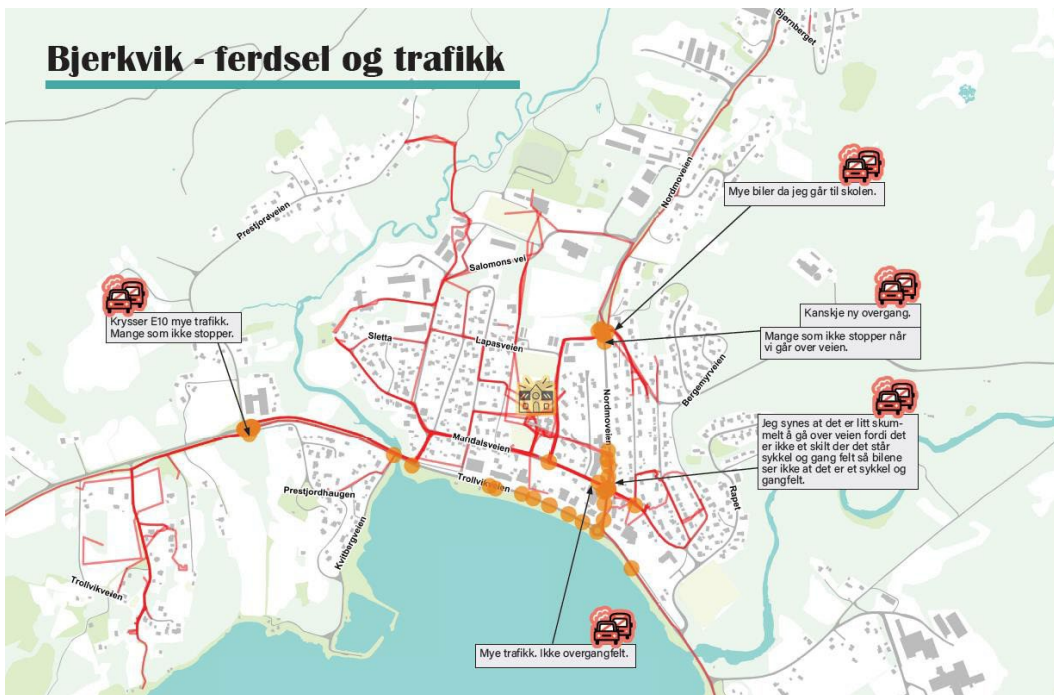 Bjerkvik - ferdsel og trafikk
Bjørnberget
Nordmoveien
Prestjordveien
Mye biler da jeg går til skolen.
Salomons vei
Krysser E10 mye trafikk.
Mange som ikke stopper.
Kanskje ny overgang.
Mange som ikke stopper når
vi går over veien.
Sletta
Lapasveien
Bergemyrveien
Nordmoveien
Jeg synes at det er litt skum-
melt å gå over veien fordi det
er ikke et skilt der det står
sykkel og gang felt så bilene
ser ikke at det er et sykkel og
gangfelt.
Mandalsveien
Trollvikveien
Prestjordhaugen
Rapet
Kvitbergveien
Trollvikveien
Mye trafikk. Ikke overgangfelt.